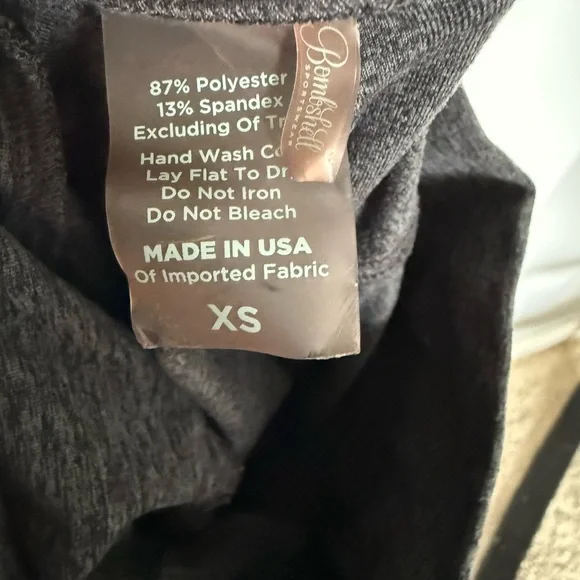 87% Polyester
13% Spandex
Excluding Of
Hand Wash
Lay Flat To
Do Not Iron
Do Not Bleach
MADE IN USA
Of Imported Fabric
XS
Bombshell
SPORTSWEAR